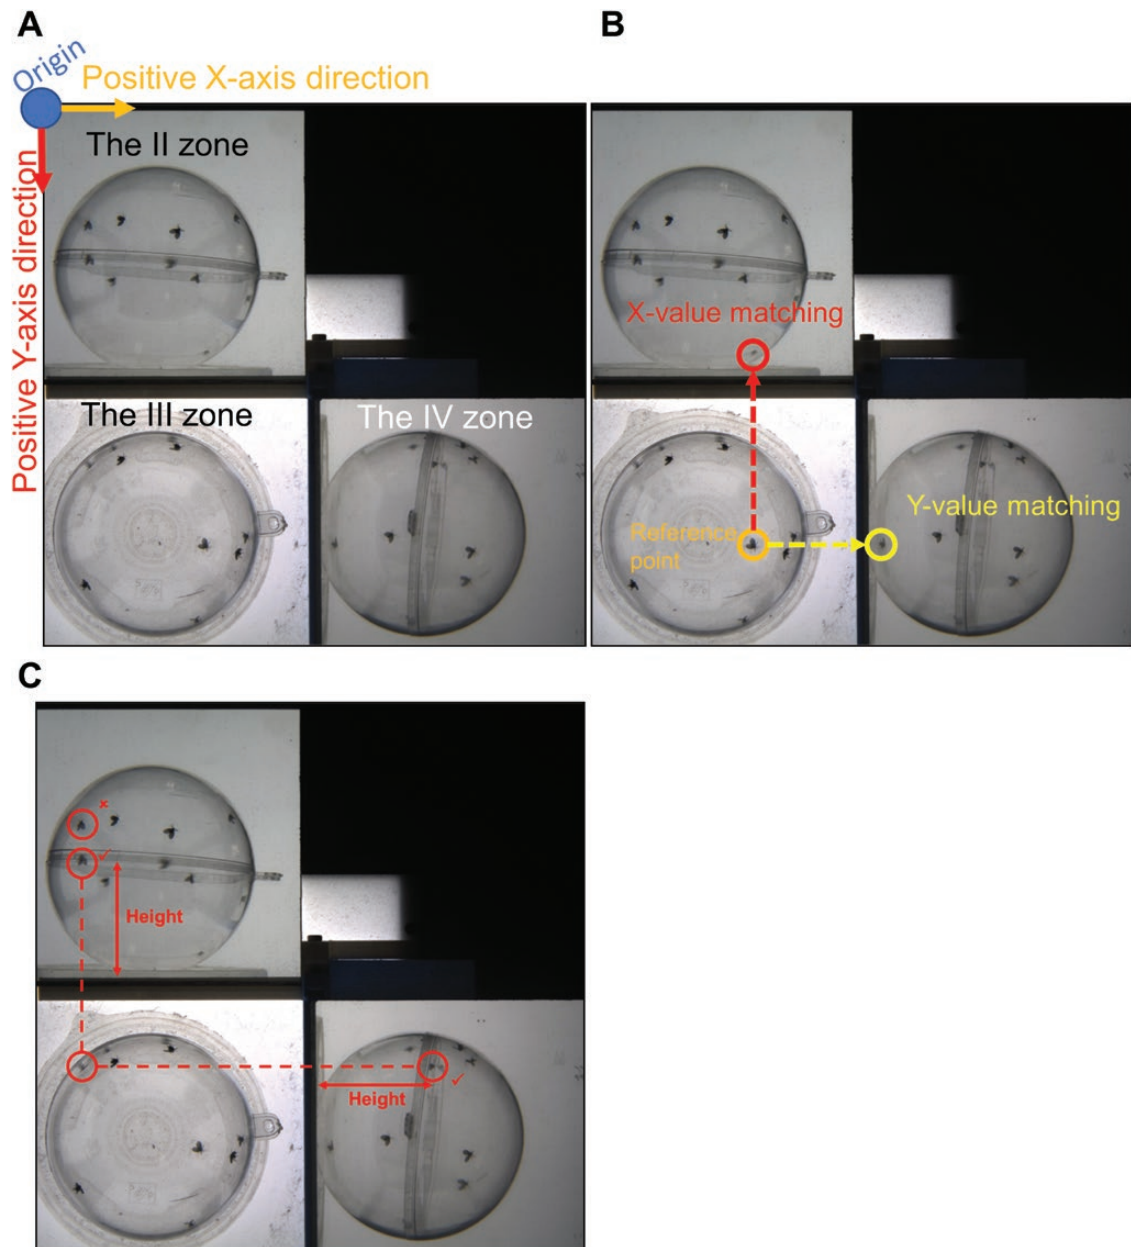 A
B
Origin
Positive X-axis direction
Positive Y-axis direction
The II zone
X-value matching
The III zone
The IV zone
Y-value matching
Reference
point
C
Height
Height